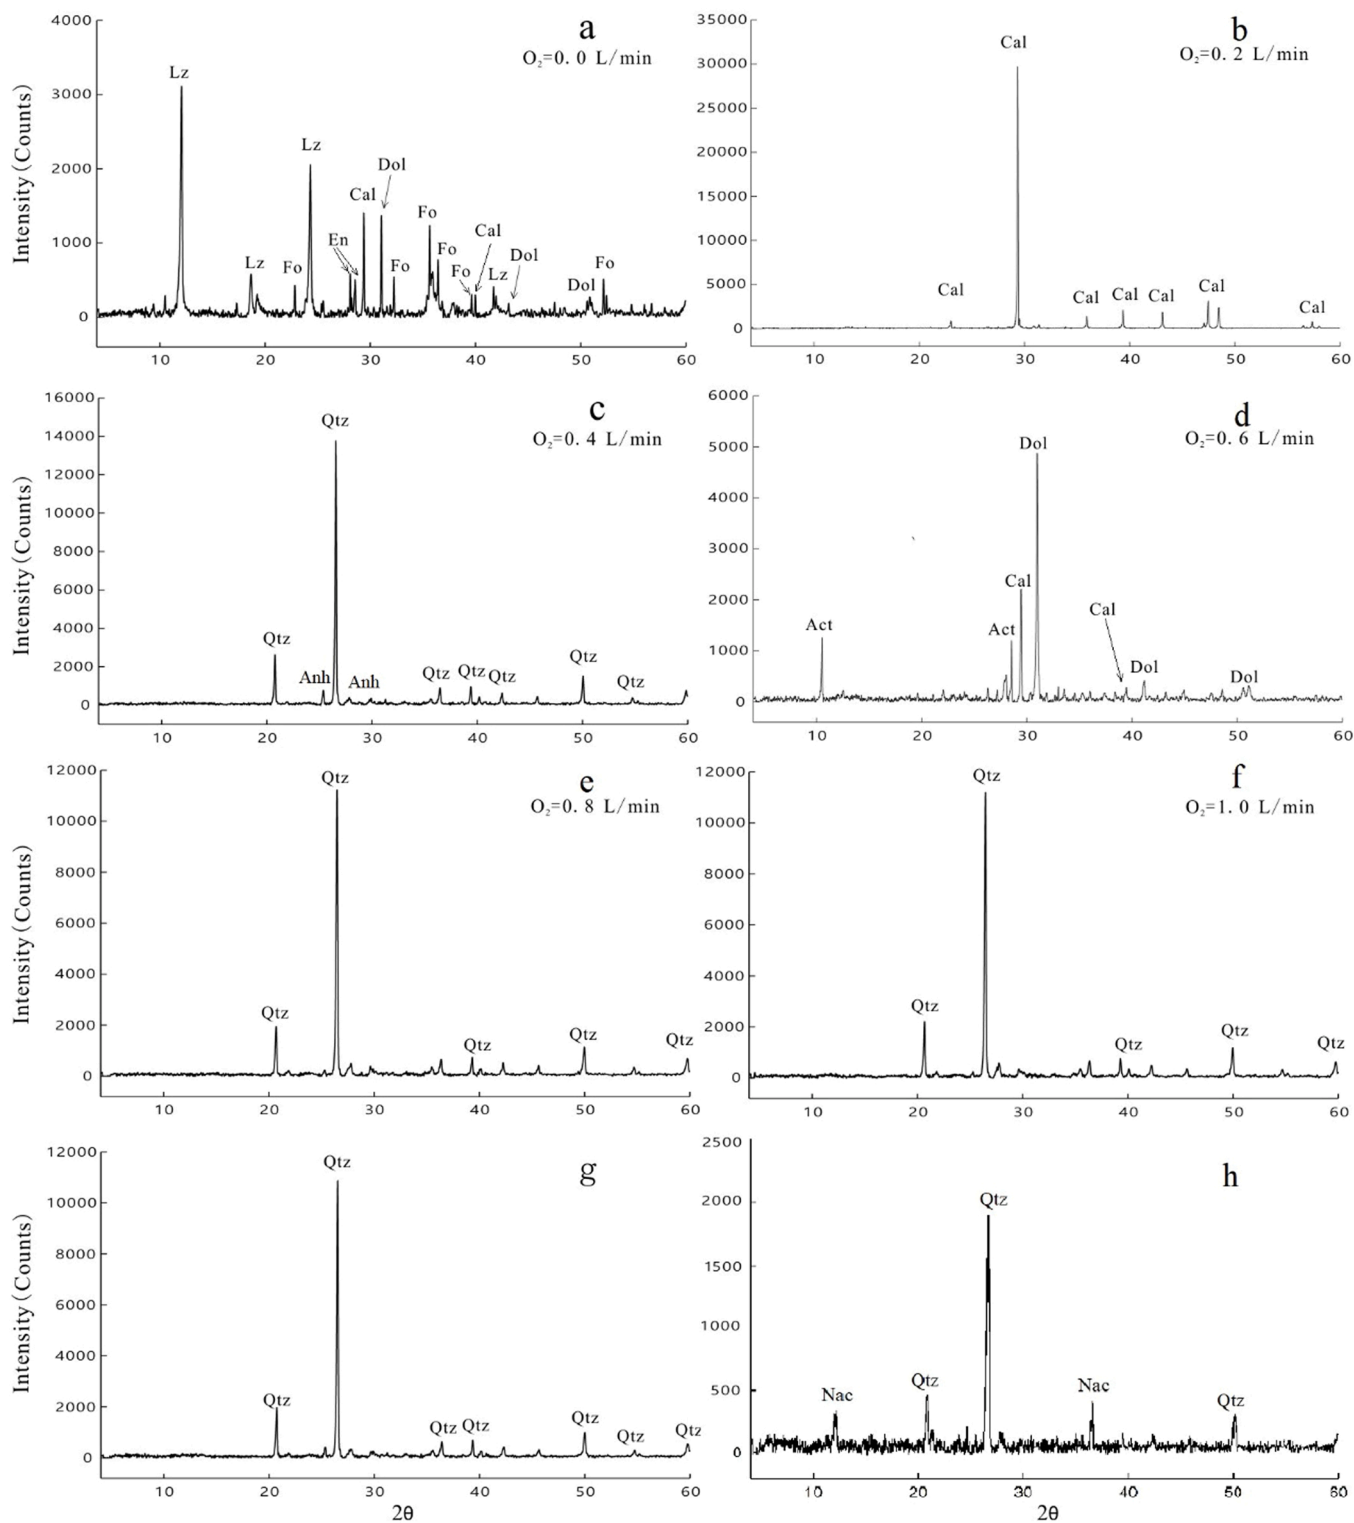 a
O₂=0.0 L/min
Intensity (Counts)
4000
3000
2000
1000
0
Lz
Lz
Lz
Fo
En
Cal
Dol
Fo
Fo
Fo
Fo
Cal
Lz
Dol
Dol
Fo
10 20 30 40 50 60
b
O₂=0.2 L/min
35000
30000
25000
20000
15000
10000
5000
0
Cal
Cal
Cal
Cal
Cal
Cal
Cal
10 20 30 40 50 60
c
O₂=0.4 L/min
Intensity (Counts)
16000
14000
12000
10000
8000
6000
4000
2000
0
Qtz
Qtz
Anh
Anh
Qtz
Qtz
Qtz
Qtz
Qtz
10 20 30 40 50 60
d
O₂=0.6 L/min
6000
5000
4000
3000
2000
1000
0
Act
Act
Cal
Dol
Cal
Dol
Dol
10 20 30 40 50 60
e
O₂=0.8 L/min
Intensity (Counts)
12000
10000
8000
6000
4000
2000
0
Qtz
Qtz
Qtz
Qtz
Qtz
10 20 30 40 50 60
f
O₂=1.0 L/min
12000
10000
8000
6000
4000
2000
0
Qtz
Qtz
Qtz
Qtz
Qtz
10 20 30 40 50 60
g
Intensity (Counts)
12000
10000
8000
6000
4000
2000
0
Qtz
Qtz
Qtz
Qtz
Qtz
Qtz
Qtz
10 20 30 40 50 60
2θ
h
2500
2000
1500
1000
500
0
Nac
Qtz
Qtz
Nac
Qtz
10 20 30 40 50 60
2θ